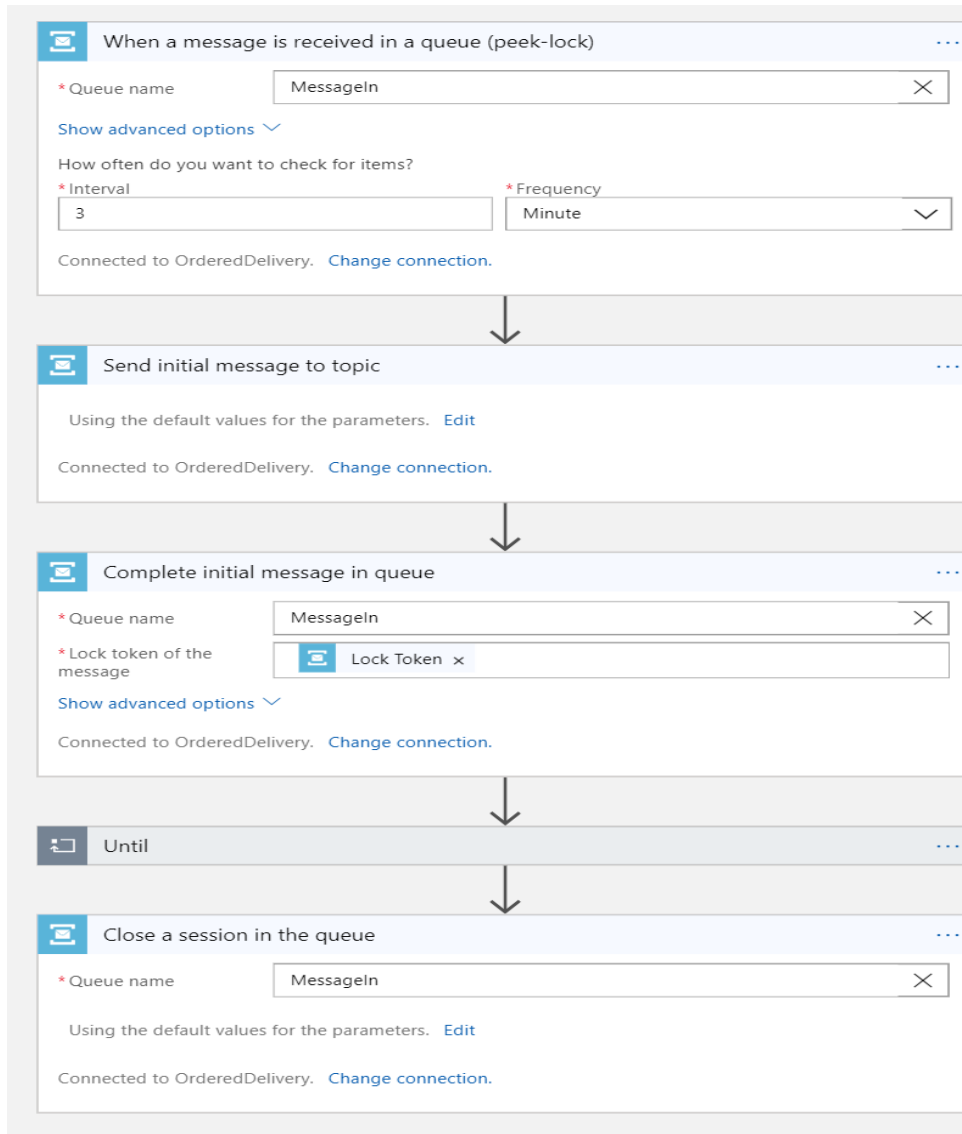 When a message is received in a queue (peek-lock)
* Queue name MessageIn
Show advanced options
How often do you want to check for items?
* Interval * Frequency
3 Minute
Connected to OrderedDelivery. Change connection.
Send initial message to topic
Using the default values for the parameters. Edit
Connected to OrderedDelivery. Change connection.
Complete initial message in queue
* Queue name MessageIn
* Lock token of the
message
Lock Token ×
Show advanced options
Connected to OrderedDelivery. Change connection.
Until
Close a session in the queue
* Queue name MessageIn
Using the default values for the parameters. Edit
Connected to OrderedDelivery. Change connection.